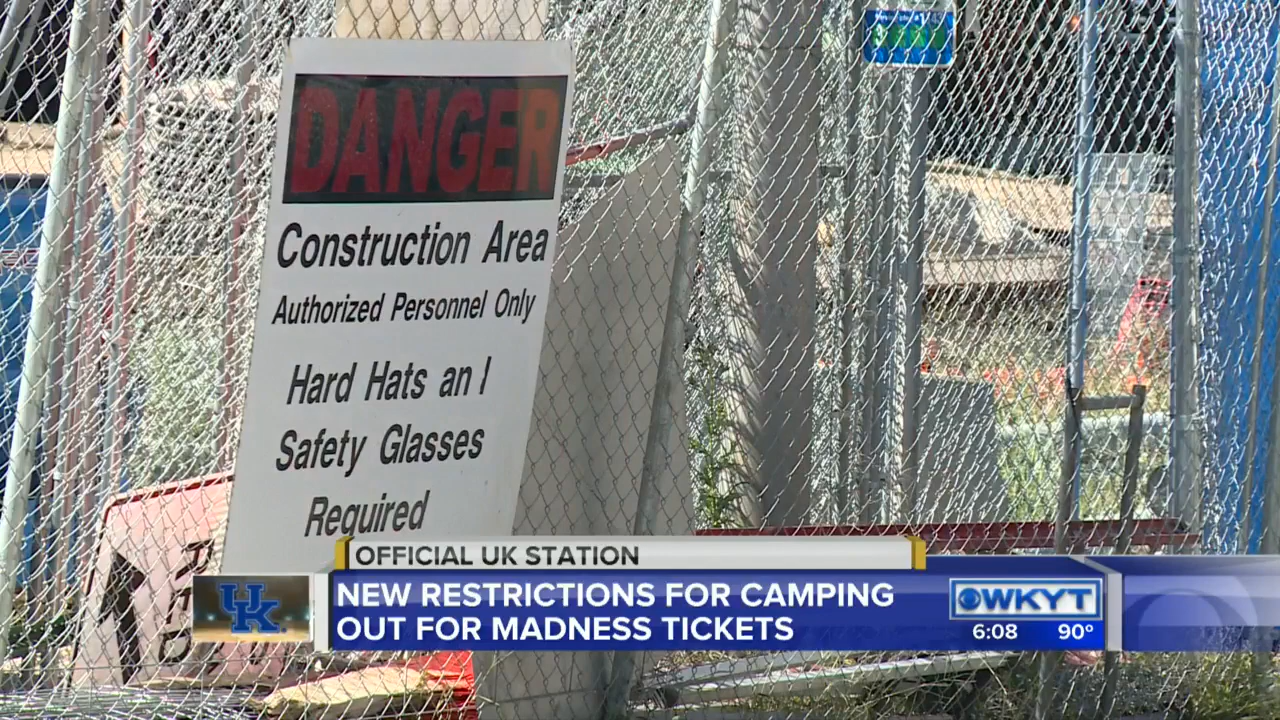 DANGER
Construction Area
Authorized Personnel Only
Hard Hats an
Safety Glasses
Required
OFFICIAL UK STATION
UK
NEW RESTRICTIONS FOR CAMPING
OUT FOR MADNESS TICKETS
WKYT
6:08 90°